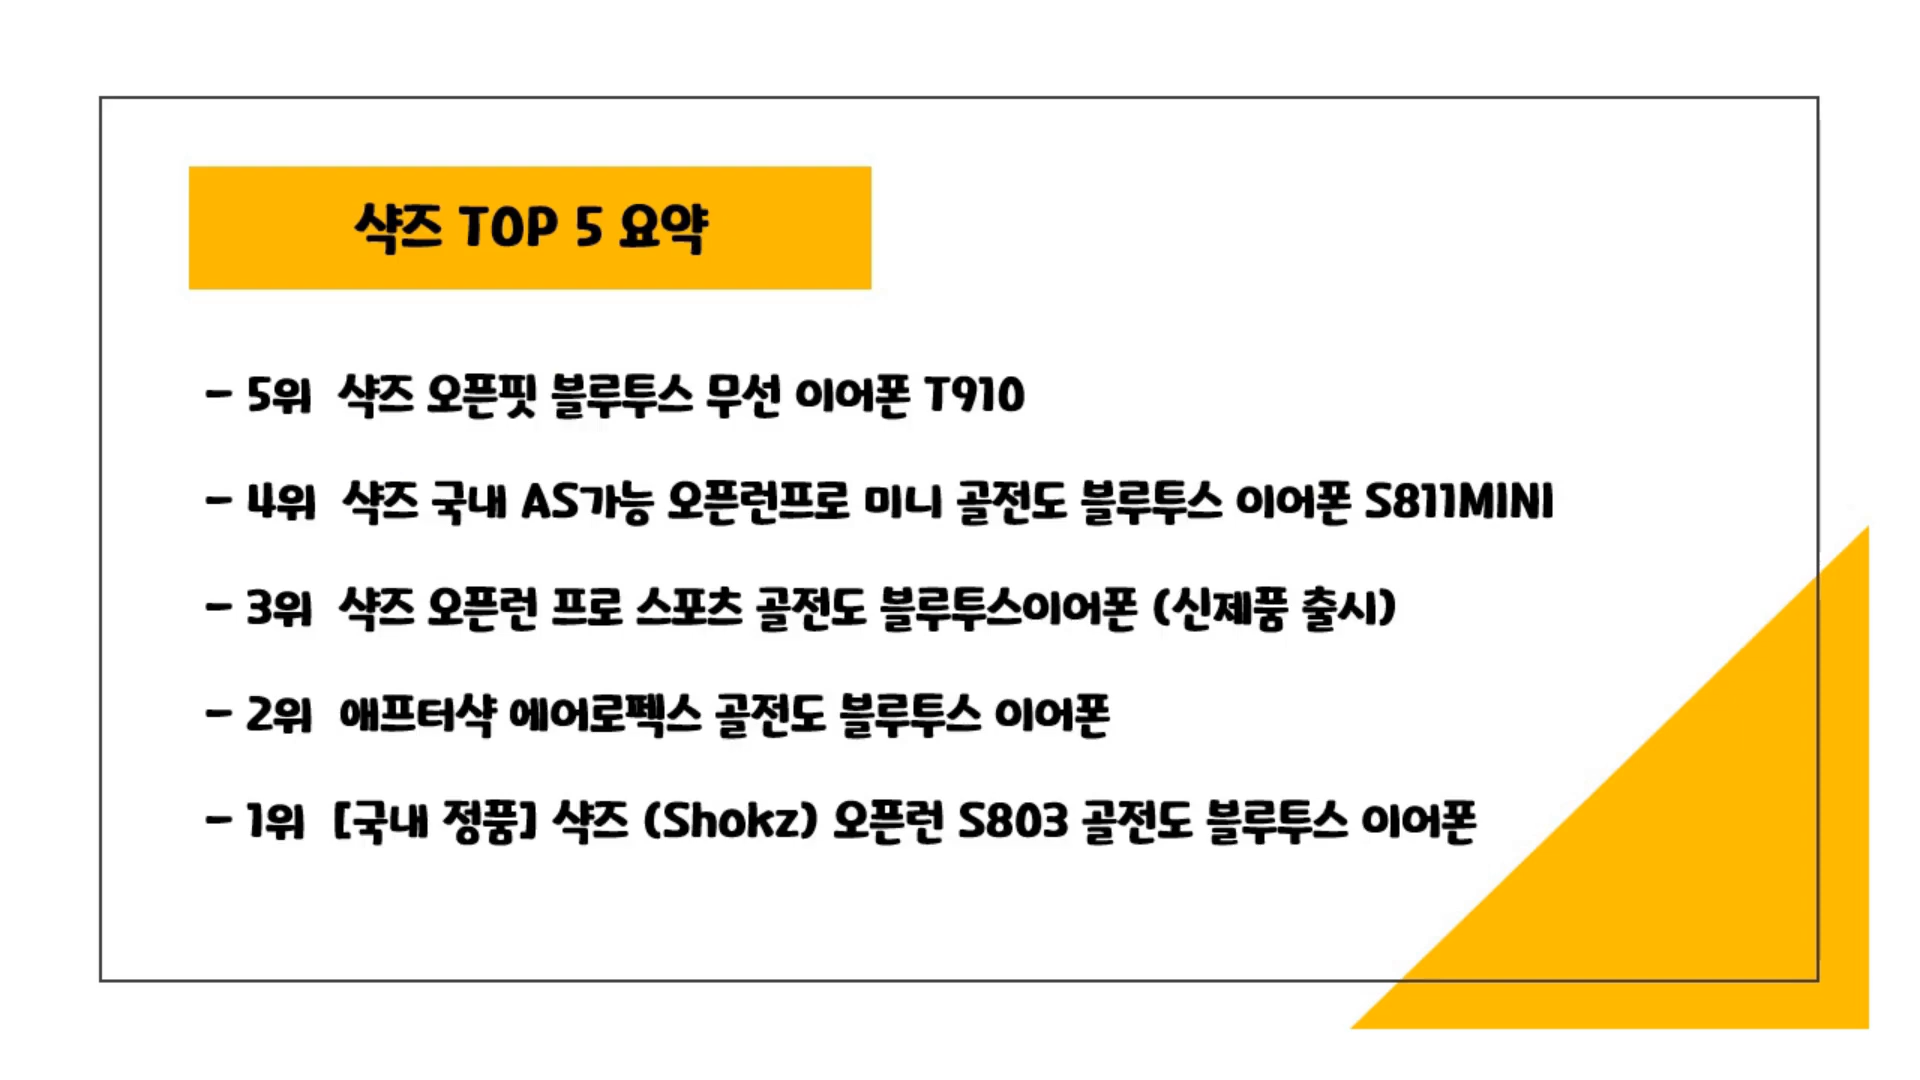 샥즈 TOP 5 요약
- 5위 샥즈 오픈핏 블루투스 무선 이어폰 T910
- 4위 샥즈 국내 AS가능 오픈런프로 미니 골전도 블루투스 이어폰 S811MINI
- 3위 샥즈 오픈런 프로 스포츠 골전도 블루투스이어폰 (신제품 출시)
- 2위 애프터샥 에어로펙스 골전도 블루투스 이어폰
- 1위 [국내 정품] 샥즈 (Shokz) 오픈런 S803 골전도 블루투스 이어폰